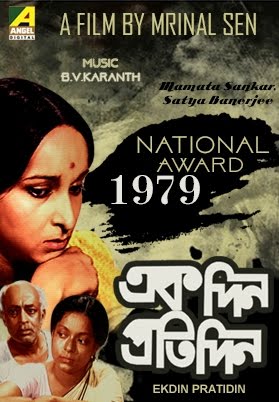 ANGEL
DIGITAL
A FILM BY MRINAL SEN
MUSIC
B.V.KARANTH
Mamata Sankar,
Satya Banerjee
NATIONAL
AWARD
1979
একদিন
প্রতিদিন
EKDIN PRATIDIN